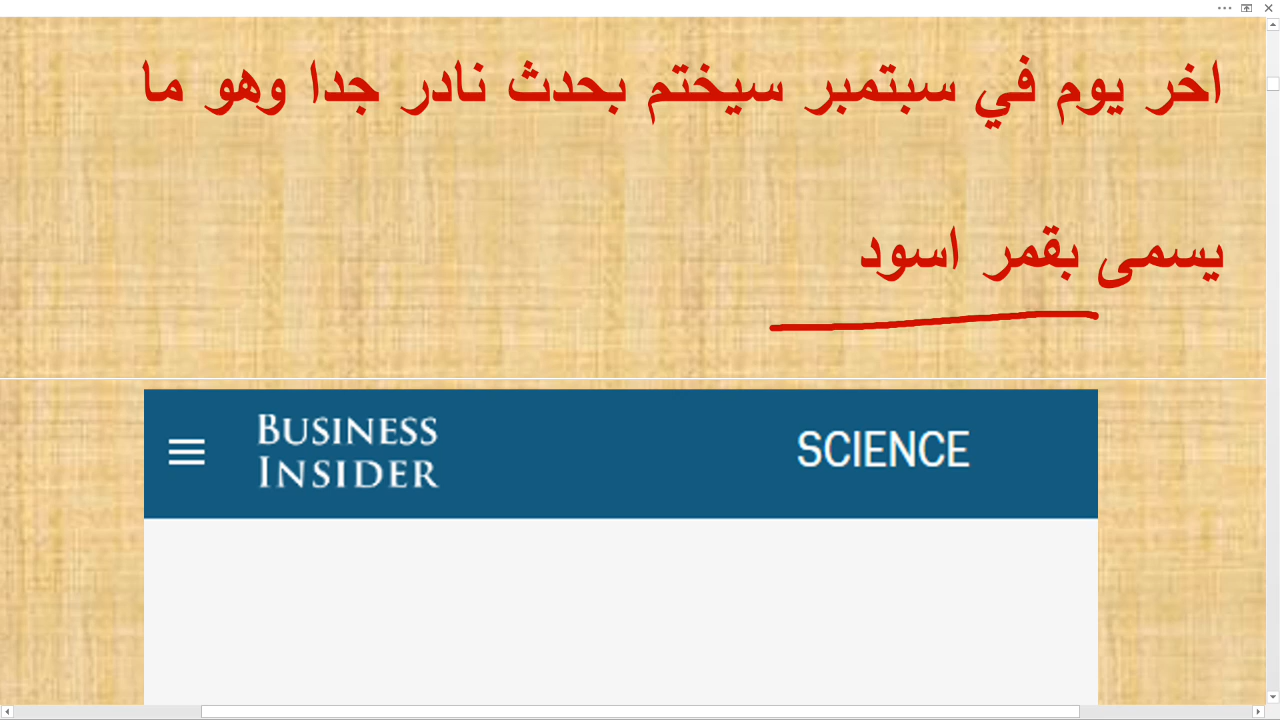 اخر يوم في سبتمبر سيختم بحدث نادر جدا وهو ما
يسمى بقمر اسود
BUSINESS
INSIDER
SCIENCE